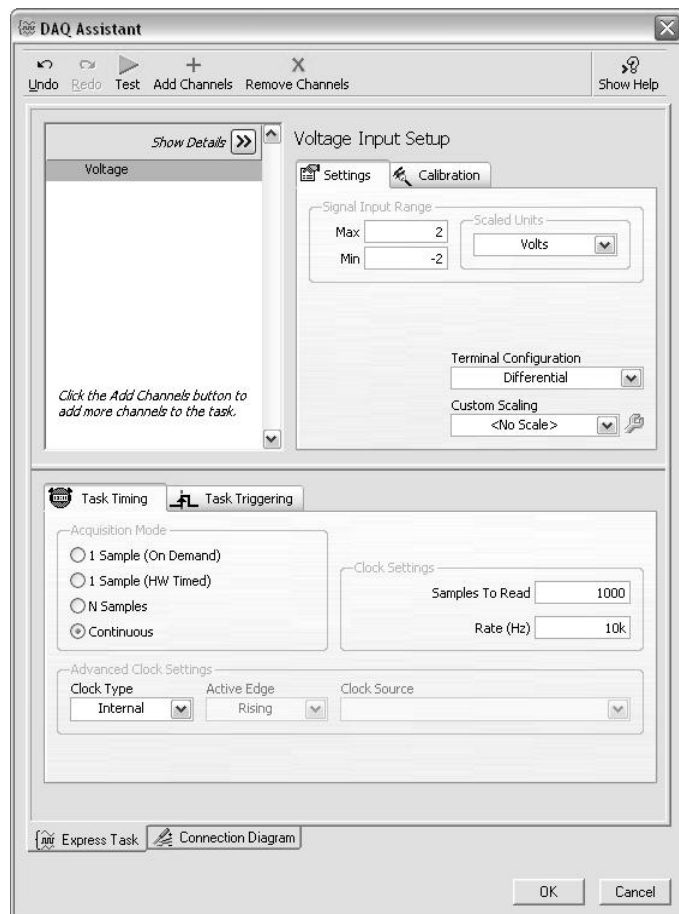 DAQ Assistant
Undo Redo Test Add Channels Remove Channels Show Help
Show Details
Voltage
Click the Add Channels button to
add more channels to the task.
Voltage Input Setup
Settings Calibration
Signal Input Range
Max 2
Min -2
Scaled Units
Volts
Terminal Configuration
Differential
Custom Scaling
<No Scale>
Task Timing Task Triggering
Acquisition Mode
1 Sample (On Demand)
1 Sample (HW Timed)
N Samples
Continuous
Clock Settings
Samples To Read 1000
Rate (Hz) 10k
Advanced Clock Settings
Clock Type Active Edge Clock Source
Internal Rising
Express Task Connection Diagram
OK Cancel